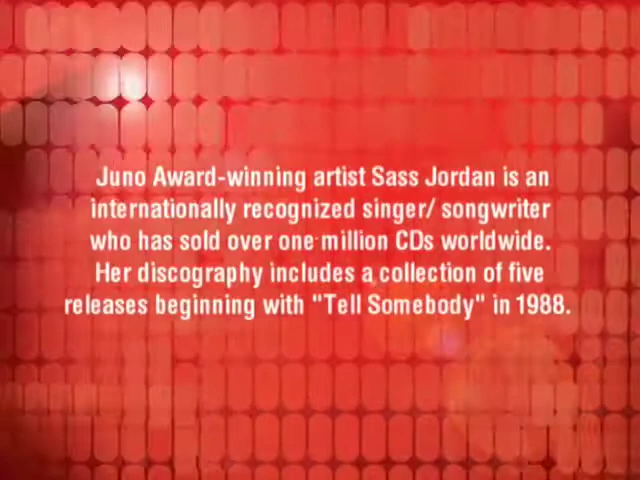 Juno Award-winning artist Sass Jordan is an
internationally recognized singer/ songwriter
who has sold over one million CDs worldwide.
Her discography includes a collection of five
releases beginning with "Tell Somebody" in 1988.